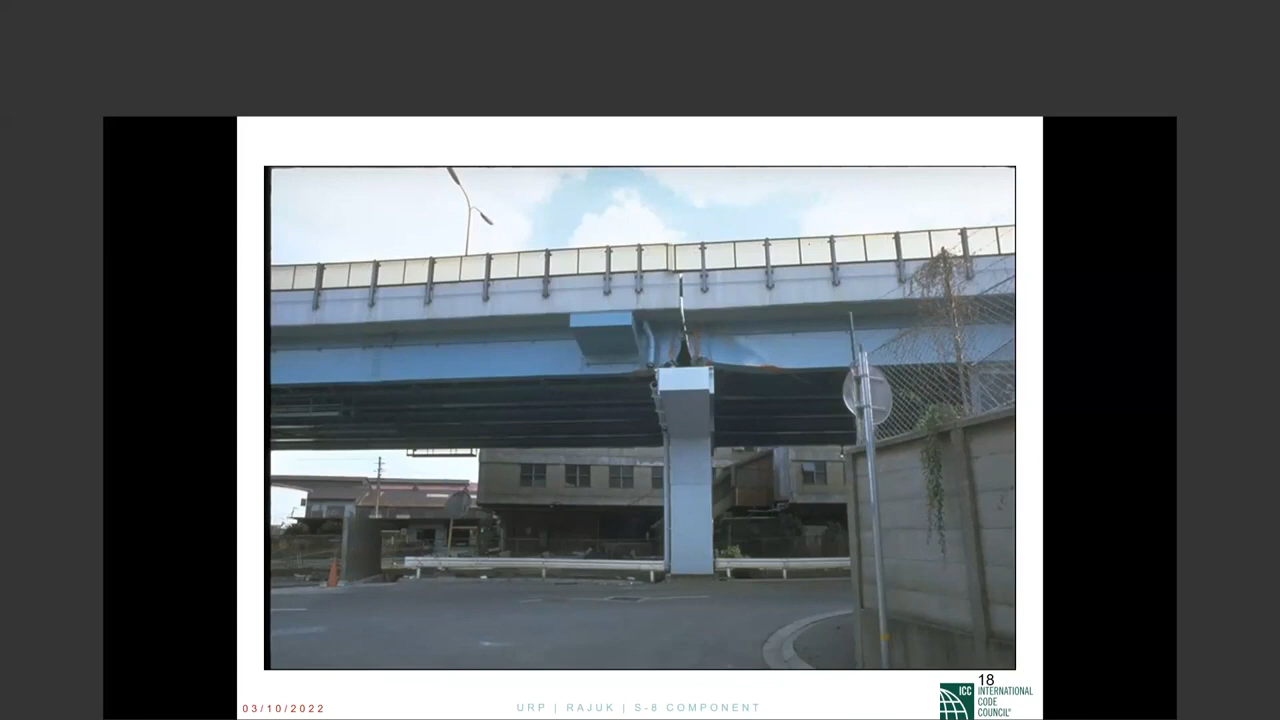 18
ICC INTERNATIONAL
CODE
COUNCIL®
03/10/2022
URP | RAJUK | S-8 COMPONENT